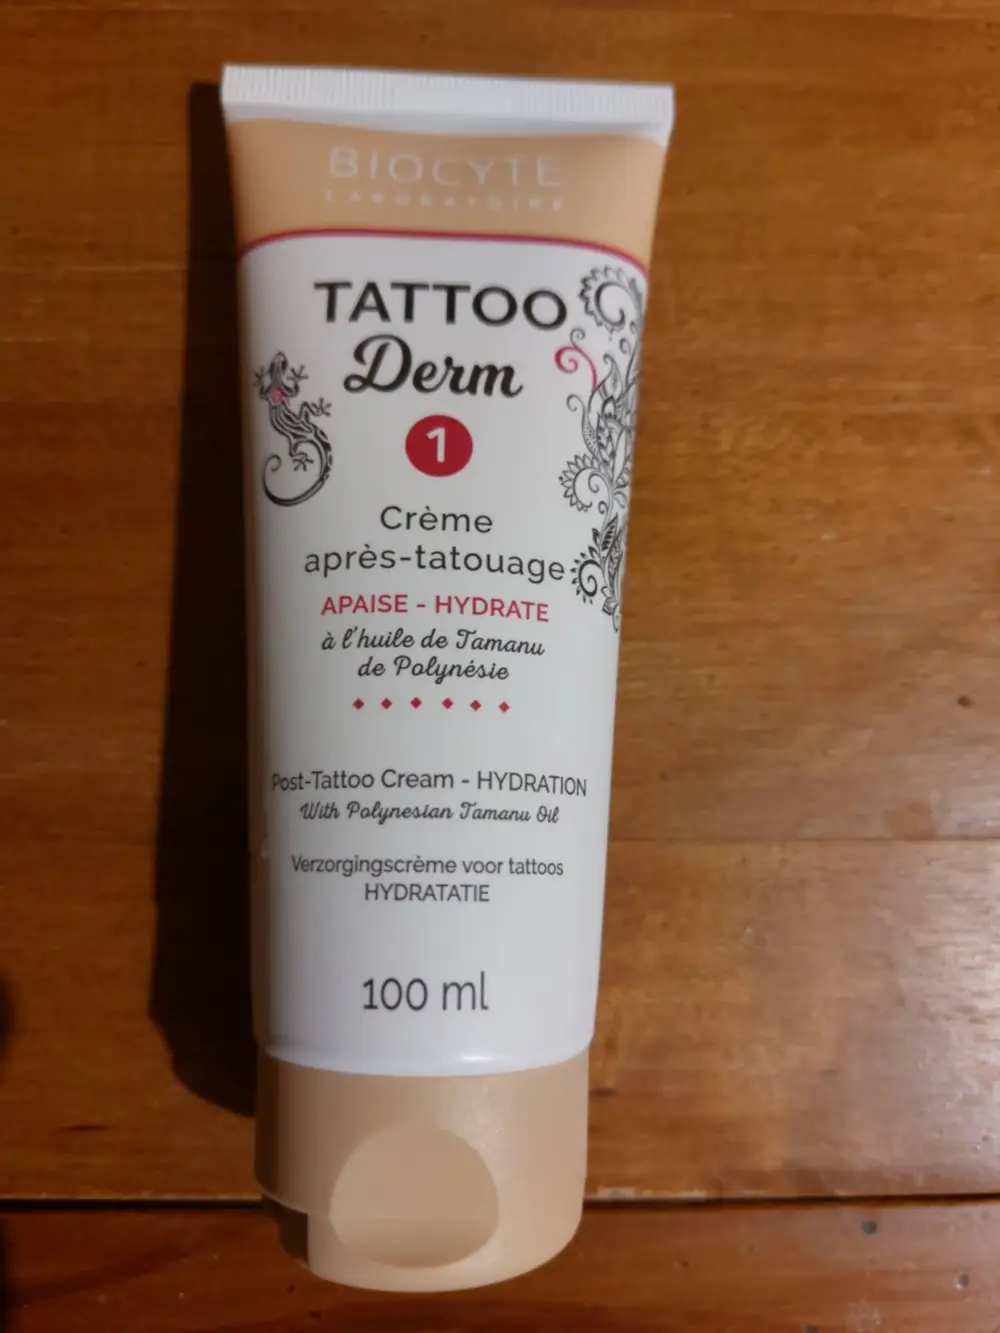 BIOCYTE
LABORATOIRE
TATTOO
Derm
1
Crème
après-tatouage
APAISE - HYDRATE
à l'huile de Tamanu
de Polynésie
Post-Tattoo Cream - HYDRATION
With Polynesian Tamanu Oil
Verzorgingscrème voor tattoos
HYDRATATIE
100 ml